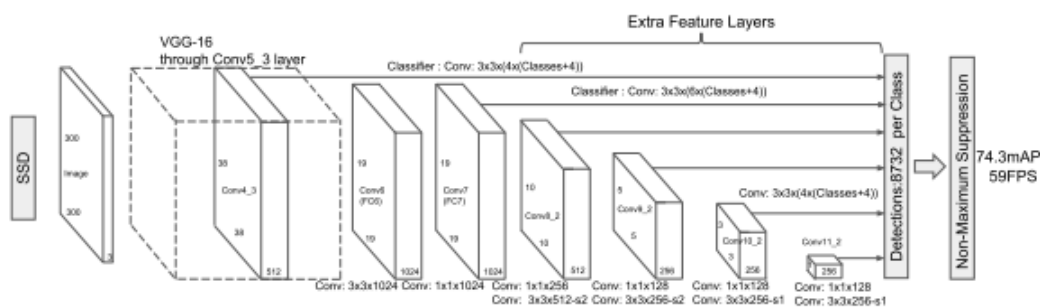 Extra Feature Layers
VGG-16
through Conv5_3 layer
Classifier : Conv: 3x3x(4x(Classes+4))
Classifier : Conv: 3x3x(6x(Classes+4))
SSD
300
Image
300
3
38
Conv4_3
38
512
19
Conv6
(FC6)
19
1024
19
Conv7
(FC7)
19
1024
10
Conv8_2
10
512
5
Conv9_2
5
256
Conv: 3x3x(4x(Classes+4))
3
Conv10_2
3
256
Conv11_2
256
Detections:8732 per Class
Non-Maximum Suppression
74.3mAP
59FPS
Conv: 3x3x1024
Conv: 1x1x1024
Conv: 1x1x256
Conv: 3x3x512-s2
Conv: 1x1x128
Conv: 3x3x256-s2
Conv: 1x1x128
Conv: 3x3x256-s1
Conv: 1x1x128
Conv: 3x3x256-s1